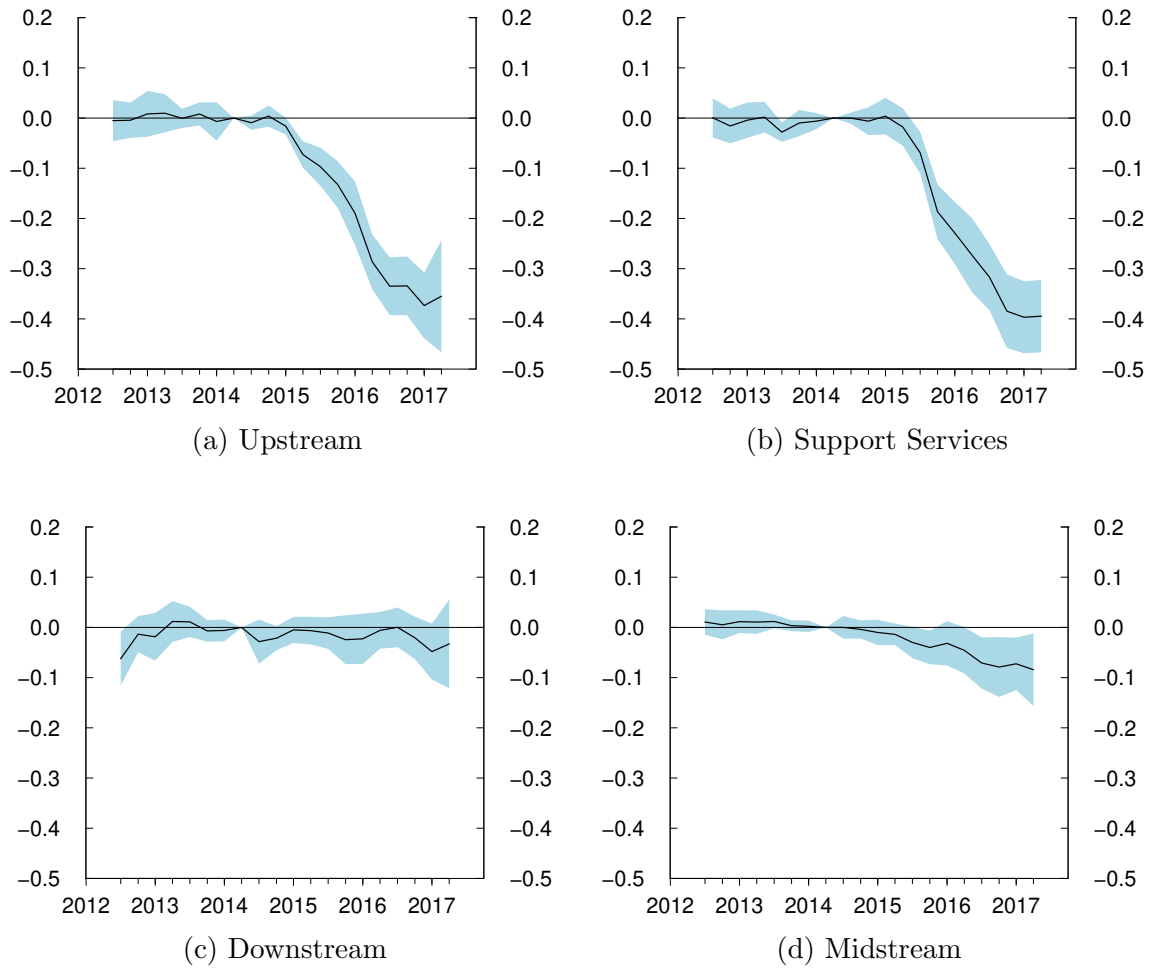 0.2 0.2 0.2 0.2
0.1 0.1 0.1 0.1
0.0 0.0 0.0 0.0
−0.1 −0.1 −0.1 −0.1
−0.2 −0.2 −0.2 −0.2
−0.3 −0.3 −0.3 −0.3
−0.4 −0.4 −0.4 −0.4
−0.5 −0.5 −0.5 −0.5
2012 2013 2014 2015 2016 2017 2012 2013 2014 2015 2016 2017
(a) Upstream (b) Support Services
0.2 0.2 0.2 0.2
0.1 0.1 0.1 0.1
0.0 0.0 0.0 0.0
−0.1 −0.1 −0.1 −0.1
−0.2 −0.2 −0.2 −0.2
−0.3 −0.3 −0.3 −0.3
−0.4 −0.4 −0.4 −0.4
−0.5 −0.5 −0.5 −0.5
2012 2013 2014 2015 2016 2017 2012 2013 2014 2015 2016 2017
(c) Downstream (d) Midstream